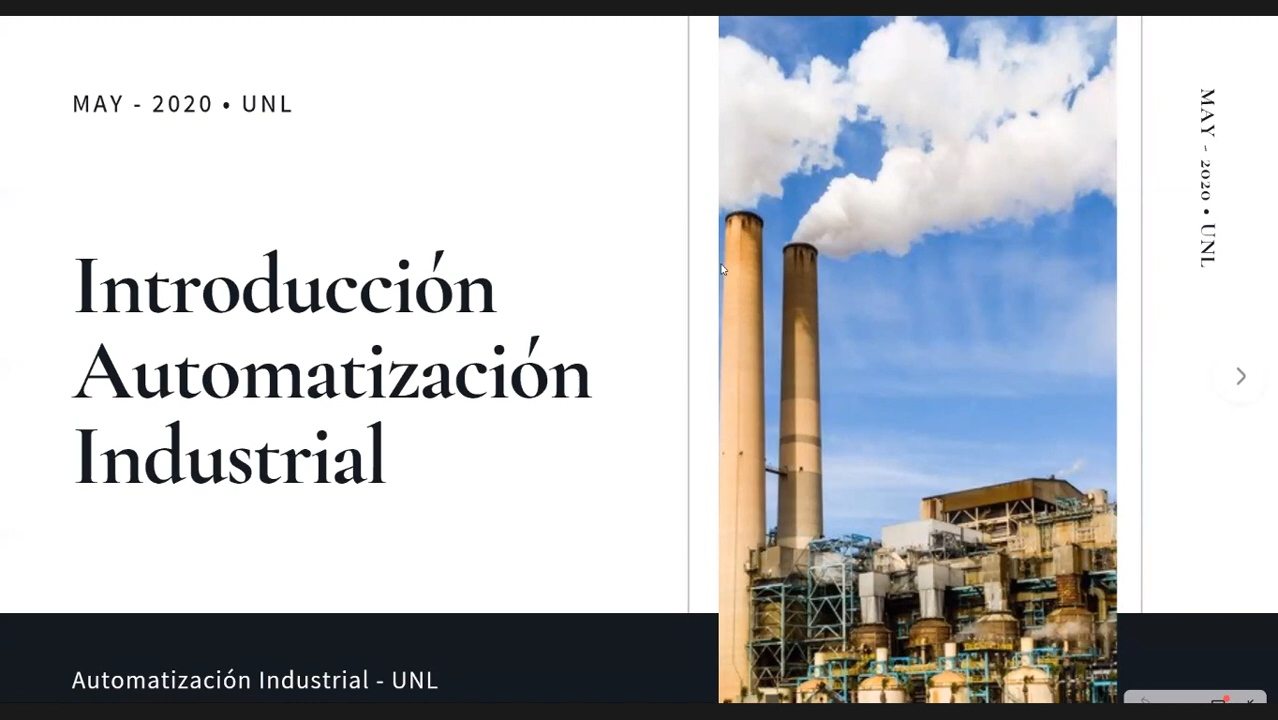 MAY - 2020 • UNL
Introducción
Automatización
Industrial
Automatización Industrial - UNL
MAY - 2020 • UNL